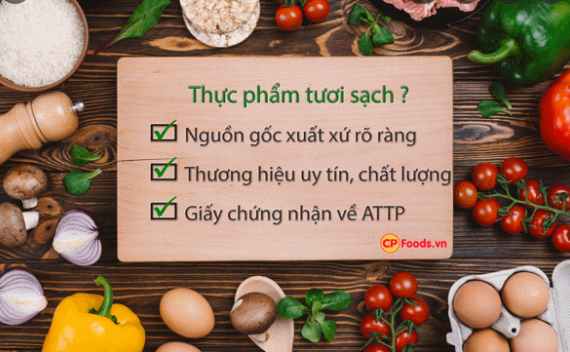 Thực phẩm tươi sạch ?
Nguồn gốc xuất xứ rõ ràng
Thương hiệu uy tín, chất lượng
Giấy chứng nhận về ATTP
CP Foods.vn